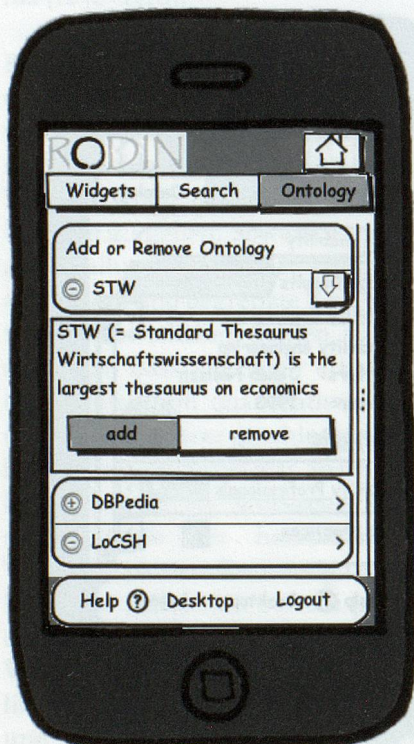 RODIN
Widgets Search Ontology
Add or Remove Ontology
STW
STW (= Standard Thesaurus
Wirtschaftswissenschaft) is the
largest thesaurus on economics
add remove
DBPedia
LoCSH
Help ? Desktop Logout